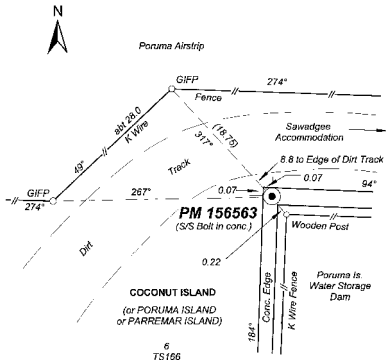 N
Poruma Airstrip
GIFP
274°
Fence
abt 28.0
K Wire
49°
(18.75)
317°
Sawadgee
Accommodation
Track
8.8 to Edge of Dirt Track
0.07
94°
GIFP
274°
267°
0.07
PM 156563
(S/S Bolt in conc.)
Wooden Post
Dirt
0.22
COCONUT ISLAND
(or PORUMA ISLAND
or PARREMAR ISLAND)
Conc. Edge
K Wire Fence
Poruma Is.
Water Storage
Dam
184°
6
TS166